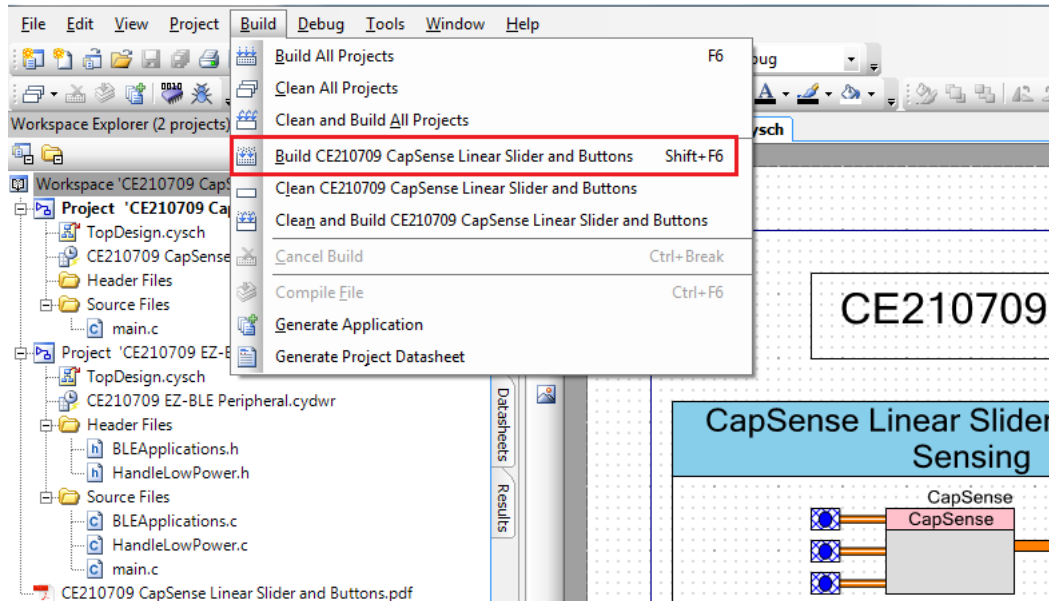 File Edit View Project Build Debug Tools Window Help
Build All Projects F6
Clean All Projects
Clean and Build All Projects
Build CE210709 CapSense Linear Slider and Buttons Shift+F6
Clean CE210709 CapSense Linear Slider and Buttons
Clean and Build CE210709 CapSense Linear Slider and Buttons
Cancel Build Ctrl+Break
Compile File Ctrl+F6
Generate Application
Generate Project Datasheet
bug
ysch
Workspace Explorer (2 projects)
Workspace 'CE210709 Cap
Project 'CE210709 Ca
TopDesign.cysch
CE210709 CapSense
Header Files
Source Files
main.c
Project 'CE210709 EZ-B
TopDesign.cysch
CE210709 EZ-BLE Peripheral.cydwr
Header Files
BLEApplications.h
HandleLowPower.h
Source Files
BLEApplications.c
HandleLowPower.c
main.c
CE210709 CapSense Linear Slider and Buttons.pdf
Datasheets
Results
CE210709
CapSense Linear Slider
Sensing
CapSense
CapSense